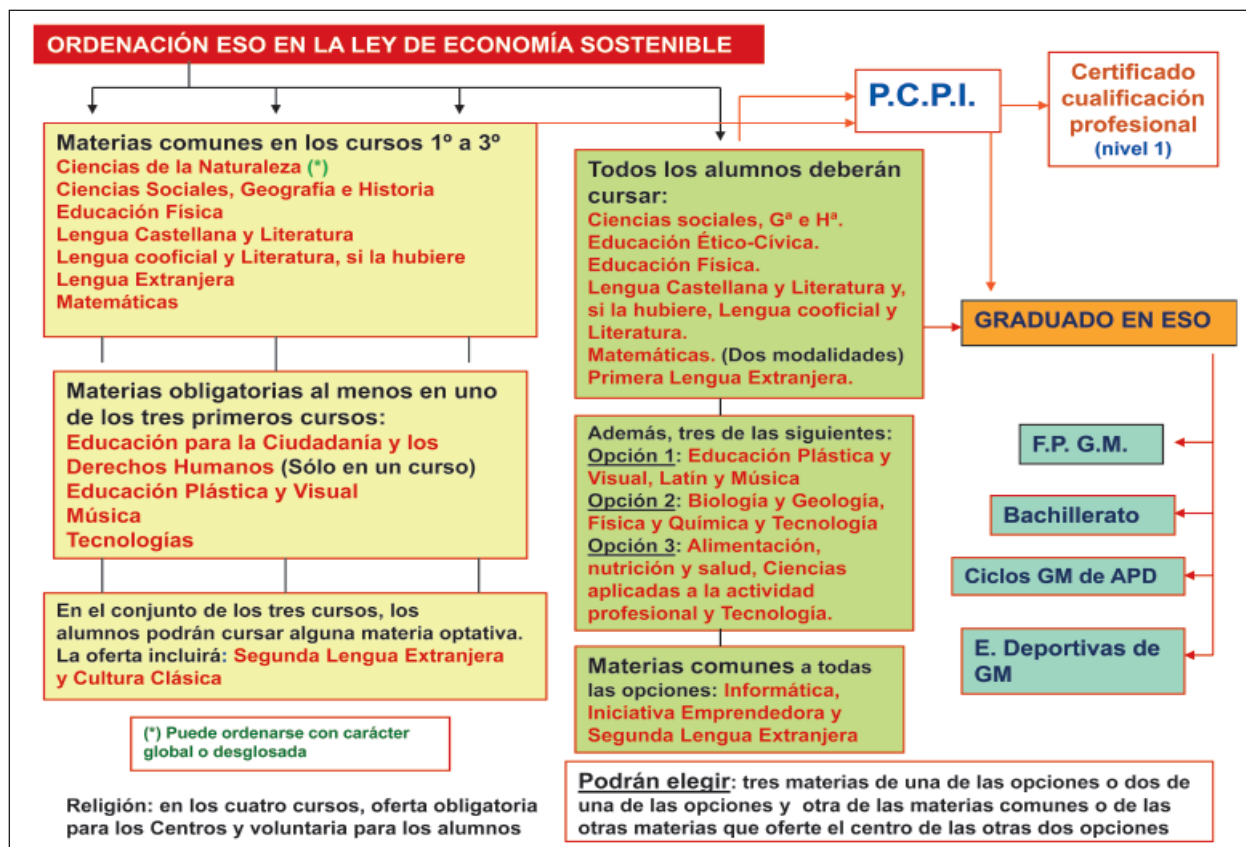 ORDENACIÓN ESO EN LA LEY DE ECONOMÍA SOSTENIBLE
P.C.P.I.
Certificado
cualificación
profesional
(nivel 1)
Materias comunes en los cursos 1º a 3º
Ciencias de la Naturaleza (*)
Ciencias Sociales, Geografía e Historia
Educación Física
Lengua Castellana y Literatura
Lengua cooficial y Literatura, si la hubiere
Lengua Extranjera
Matemáticas
Materias obligatorias al menos en uno
de los tres primeros cursos:
Educación para la Ciudadanía y los
Derechos Humanos (Sólo en un curso)
Educación Plástica y Visual
Música
Tecnologías
En el conjunto de los tres cursos, los
alumnos podrán cursar alguna materia optativa.
La oferta incluirá: Segunda Lengua Extranjera
y Cultura Clásica
(*) Puede ordenarse con carácter
global o desglosada
Religión: en los cuatro cursos, oferta obligatoria
para los Centros y voluntaria para los alumnos
Todos los alumnos deberán
cursar:
Ciencias sociales, Gª e Hª.
Educación Ético-Cívica.
Educación Física.
Lengua Castellana y Literatura y,
si la hubiere, Lengua cooficial y
Literatura.
Matemáticas. (Dos modalidades)
Primera Lengua Extranjera.
Además, tres de las siguientes:
Opción 1: Educación Plástica y
Visual, Latín y Música
Opción 2: Biología y Geología,
Física y Química y Tecnología
Opción 3: Alimentación,
nutrición y salud, Ciencias
aplicadas a la actividad
profesional y Tecnología.
Materias comunes a todas
las opciones: Informática,
Iniciativa Emprendedora y
Segunda Lengua Extranjera
Podrán elegir: tres materias de una de las opciones o dos de
una de las opciones y otra de las materias comunes o de las
otras materias que oferte el centro de las otras dos opciones
GRADUADO EN ESO
F.P. G.M.
Bachillerato
Ciclos GM de APD
E. Deportivas de
GM